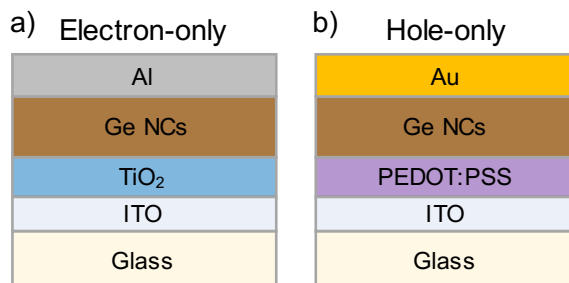 a) Electron-only
Al
Ge NCs
TiO₂
ITO
Glass
b) Hole-only
Au
Ge NCs
PEDOT:PSS
ITO
Glass